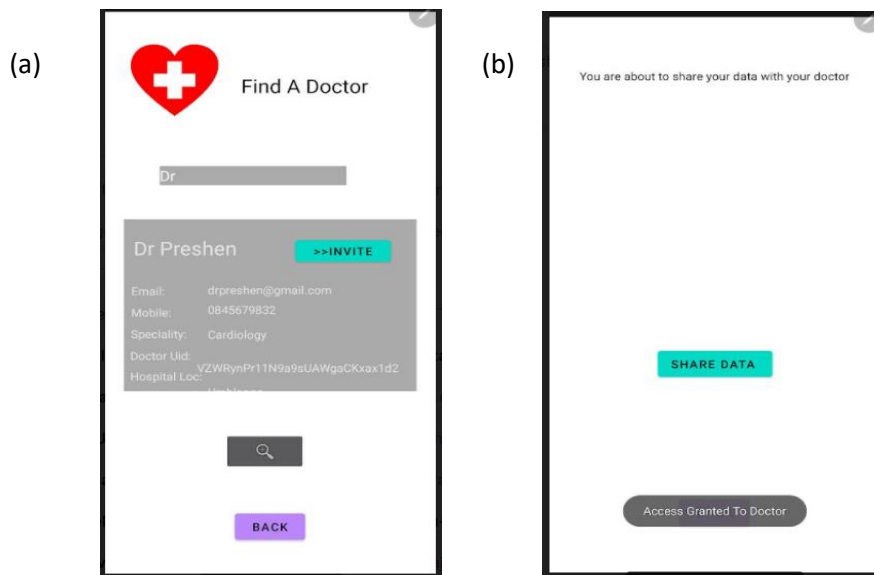 (a)
Find A Doctor
Dr
Dr Preshen
>>INVITE
Email: drpreshen@gmail.com
Mobile: 0845679832
Speciality: Cardiology
Doctor Uid:
VZWRynPr11N9a9sUAWgaCKxax1d2
Hospital Loc:
BACK
(b)
You are about to share your data with your doctor
SHARE DATA
Access Granted To Doctor